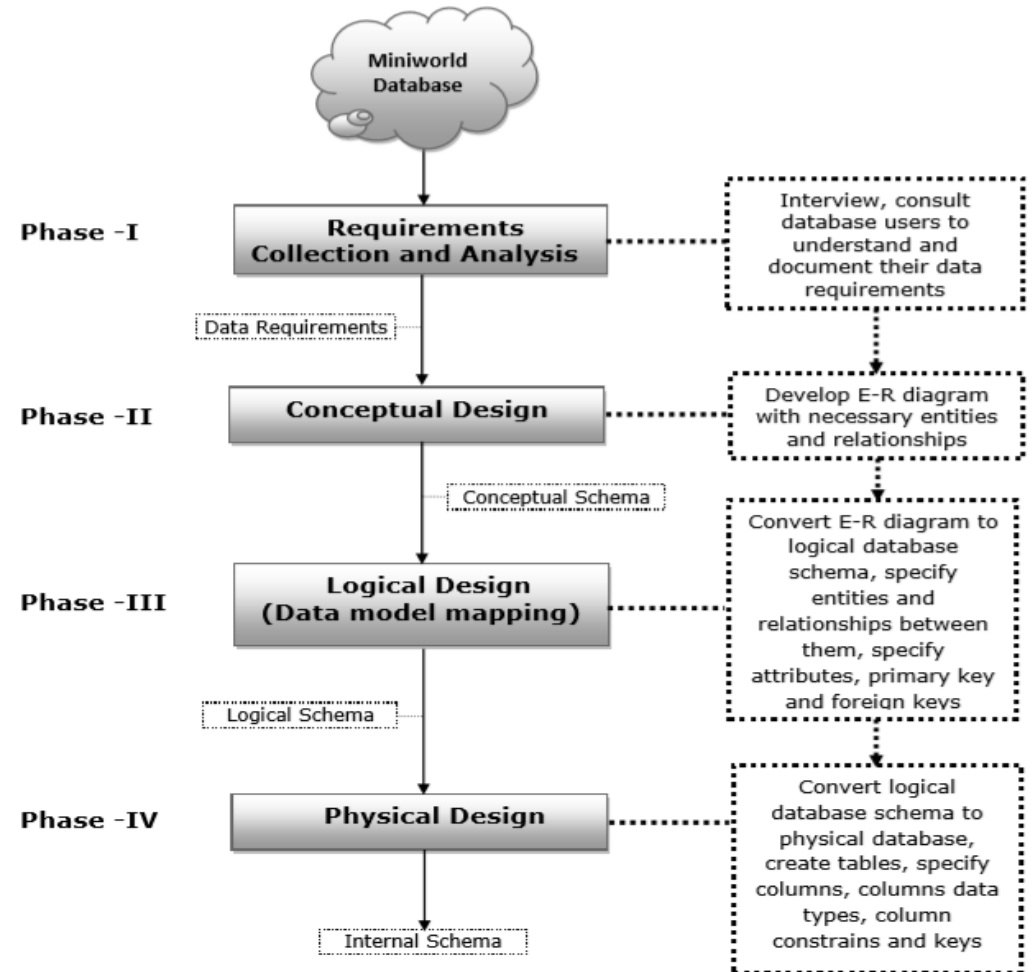 Miniworld
Database
Phase -I
Requirements
Collection and Analysis
Interview, consult
database users to
understand and
document their data
requirements
Data Requirements
Phase -II
Conceptual Design
Develop E-R diagram
with necessary entities
and relationships
Conceptual Schema
Phase -III
Logical Design
(Data model mapping)
Convert E-R diagram to
logical database
schema, specify
entities and
relationships between
them, specify
attributes, primary key
and foreign keys
Logical Schema
Phase -IV
Physical Design
Convert logical
database schema to
physical database,
create tables, specify
columns, columns data
types, column
constrains and keys
Internal Schema